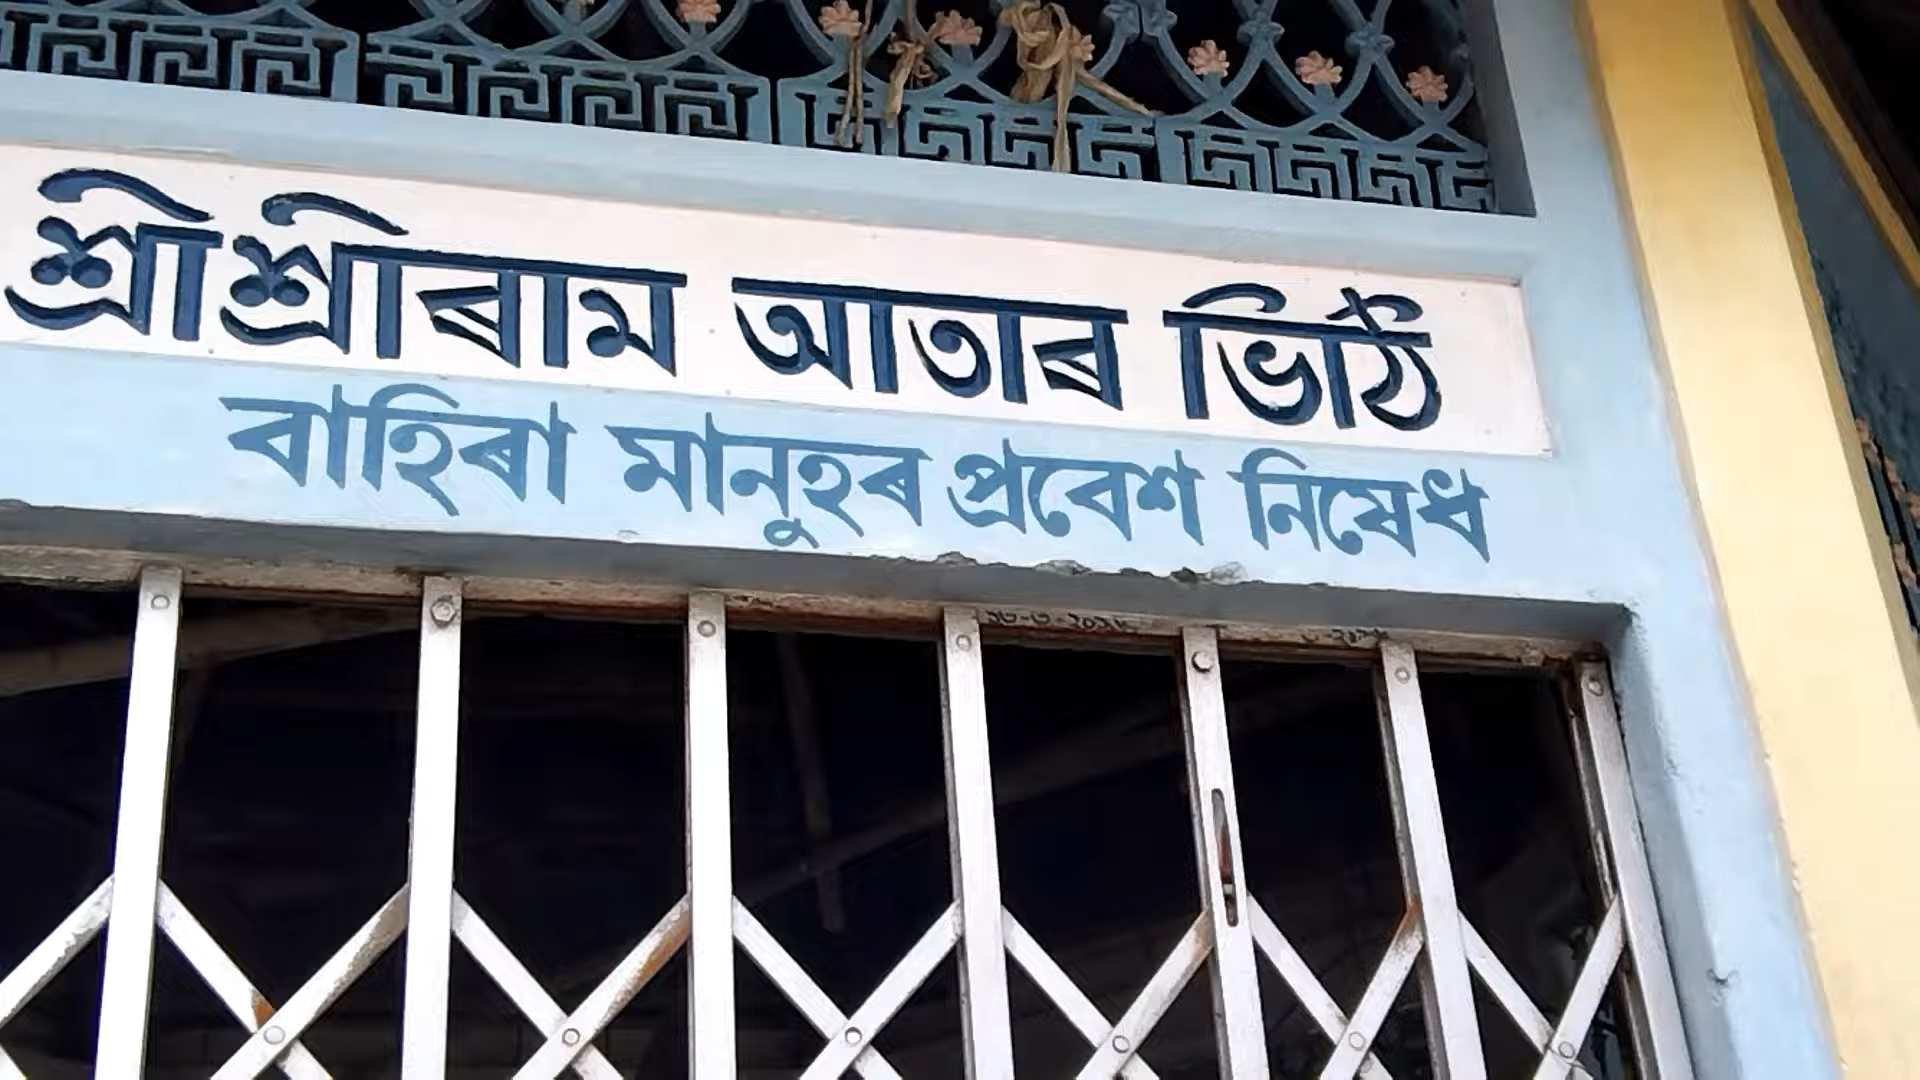 শ্ৰীশ্ৰীৰাম আতাৰ ভিঠি
বাহিৰা মানুহৰ প্ৰবেশ নিষেধ